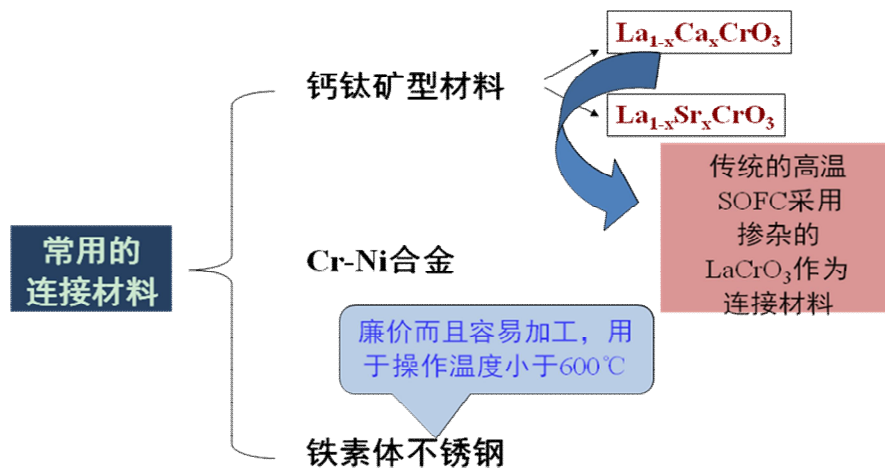 La₁₋ₓCaₓCrO₃
钙钛矿型材料
La₁₋ₓSrₓCrO₃
传统的高温
SOFC采用
掺杂的
LaCrO₃作为
连接材料
常用的
连接材料
Cr-Ni合金
廉价而且容易加工，用
于操作温度小于600℃
铁素体不锈钢